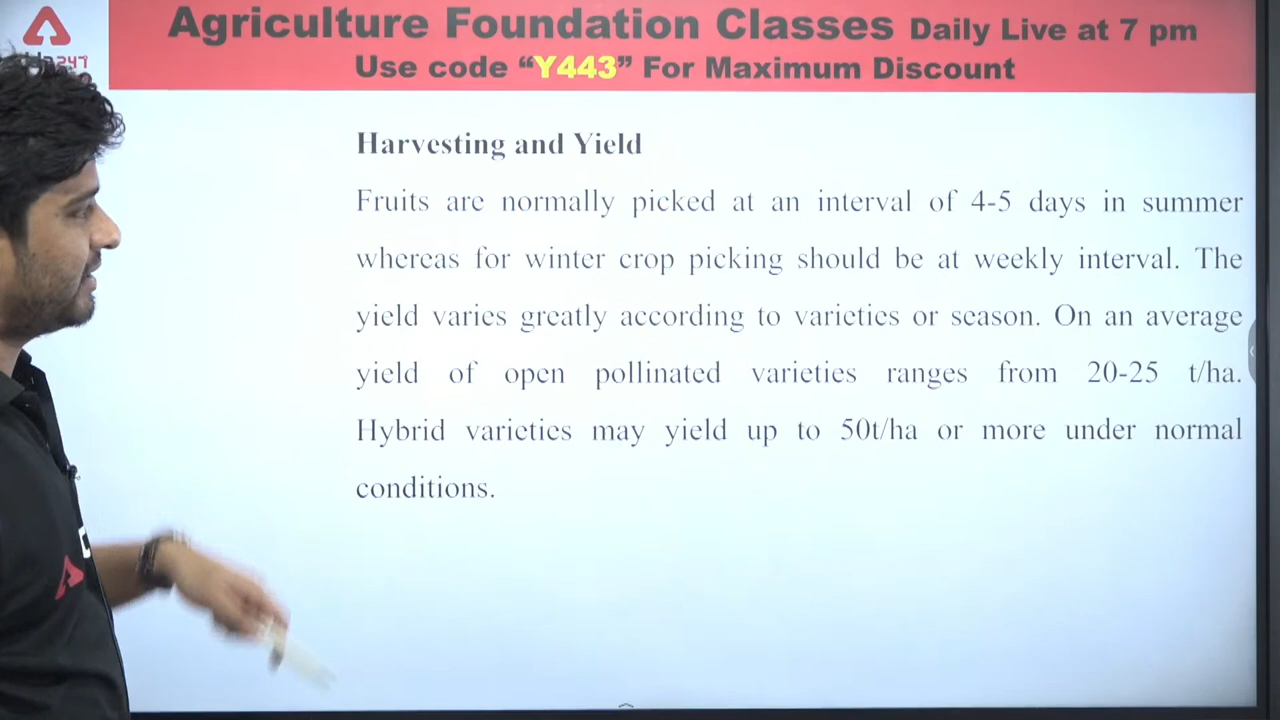 Agriculture Foundation Classes Daily Live at 7 pm
Use code “Y443” For Maximum Discount
247
Harvesting and Yield
Fruits are normally picked at an interval of 4-5 days in summer
whereas for winter crop picking should be at weekly interval. The
yield varies greatly according to varieties or season. On an average
yield of open pollinated varieties ranges from 20-25 t/ha.
Hybrid varieties may yield up to 50t/ha or more under normal
conditions.